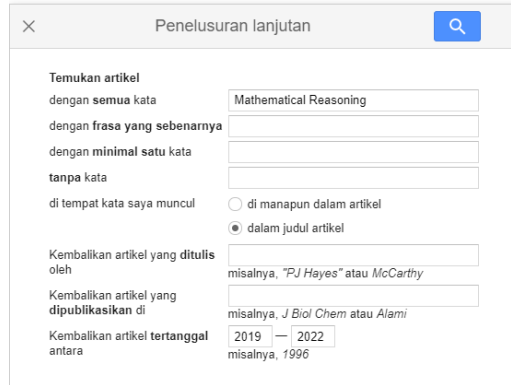 Penelusuran lanjutan
Temukan artikel
dengan semua kata Mathematical Reasoning
dengan frasa yang sebenarnya
dengan minimal satu kata
tanpa kata
di tempat kata saya muncul di manapun dalam artikel
dalam judul artikel
Kembalikan artikel yang ditulis
oleh
misalnya, "PJ Hayes" atau McCarthy
Kembalikan artikel yang
dipublikasikan di
misalnya, J Biol Chem atau Alami
Kembalikan artikel tertanggal 2019 — 2022
antara
misalnya, 1996